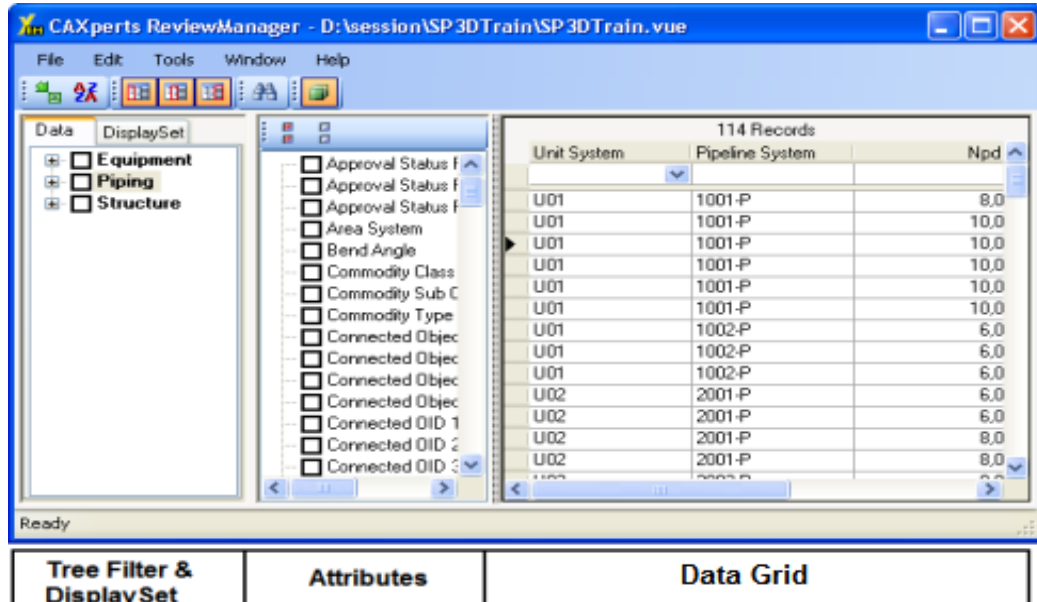 CAXperts ReviewManager - D:\session\SP3DTrain\SP3DTrain.vue
File Edit Tools Window Help
Data DisplaySet
Equipment
Piping
Structure
Approval Status F
Approval Status F
Approval Status F
Area System
Bend Angle
Commodity Class
Commodity Sub C
Commodity Type
Connected Objec
Connected Objec
Connected Objec
Connected Objec
Connected OID 1
Connected OID 2
Connected OID 3
114 Records
Unit System Pipeline System Npd
U01 1001-P 8,0
U01 1001-P 10,0
U01 1001-P 10,0
U01 1001-P 10,0
U01 1001-P 10,0
U01 1001-P 10,0
U01 1002-P 6,0
U01 1002-P 6,0
U01 1002-P 6,0
U02 2001-P 6,0
U02 2001-P 6,0
U02 2001-P 8,0
U02 2001-P 8,0
Ready
Tree Filter &
DisplaySet
Attributes
Data Grid